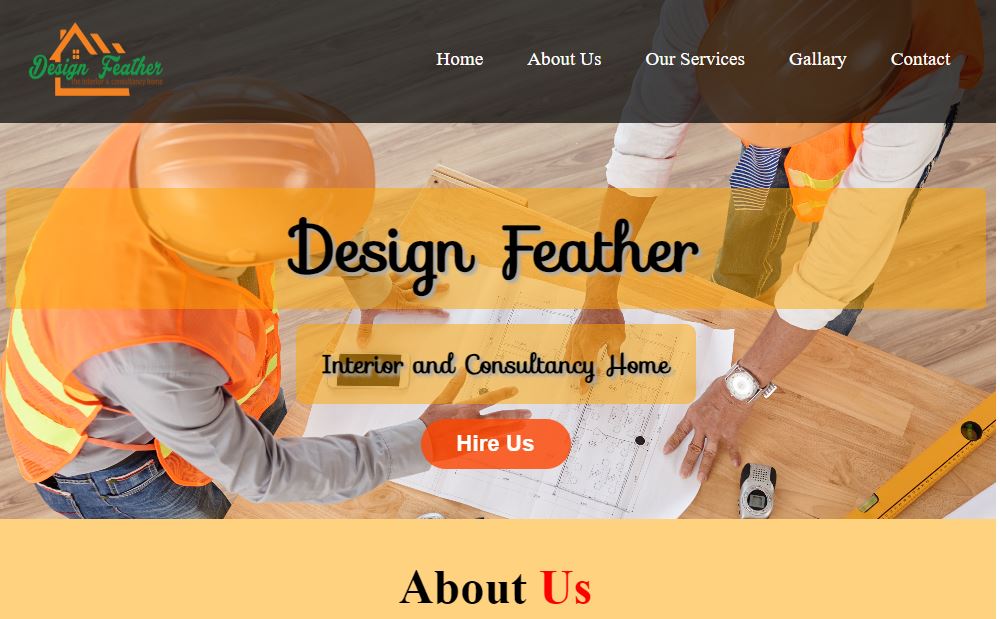 Design Feather
the interior & consultancy home
Home
About Us
Our Services
Gallary
Contact
Design Feather
Interior and Consultancy Home
Hire Us
About Us